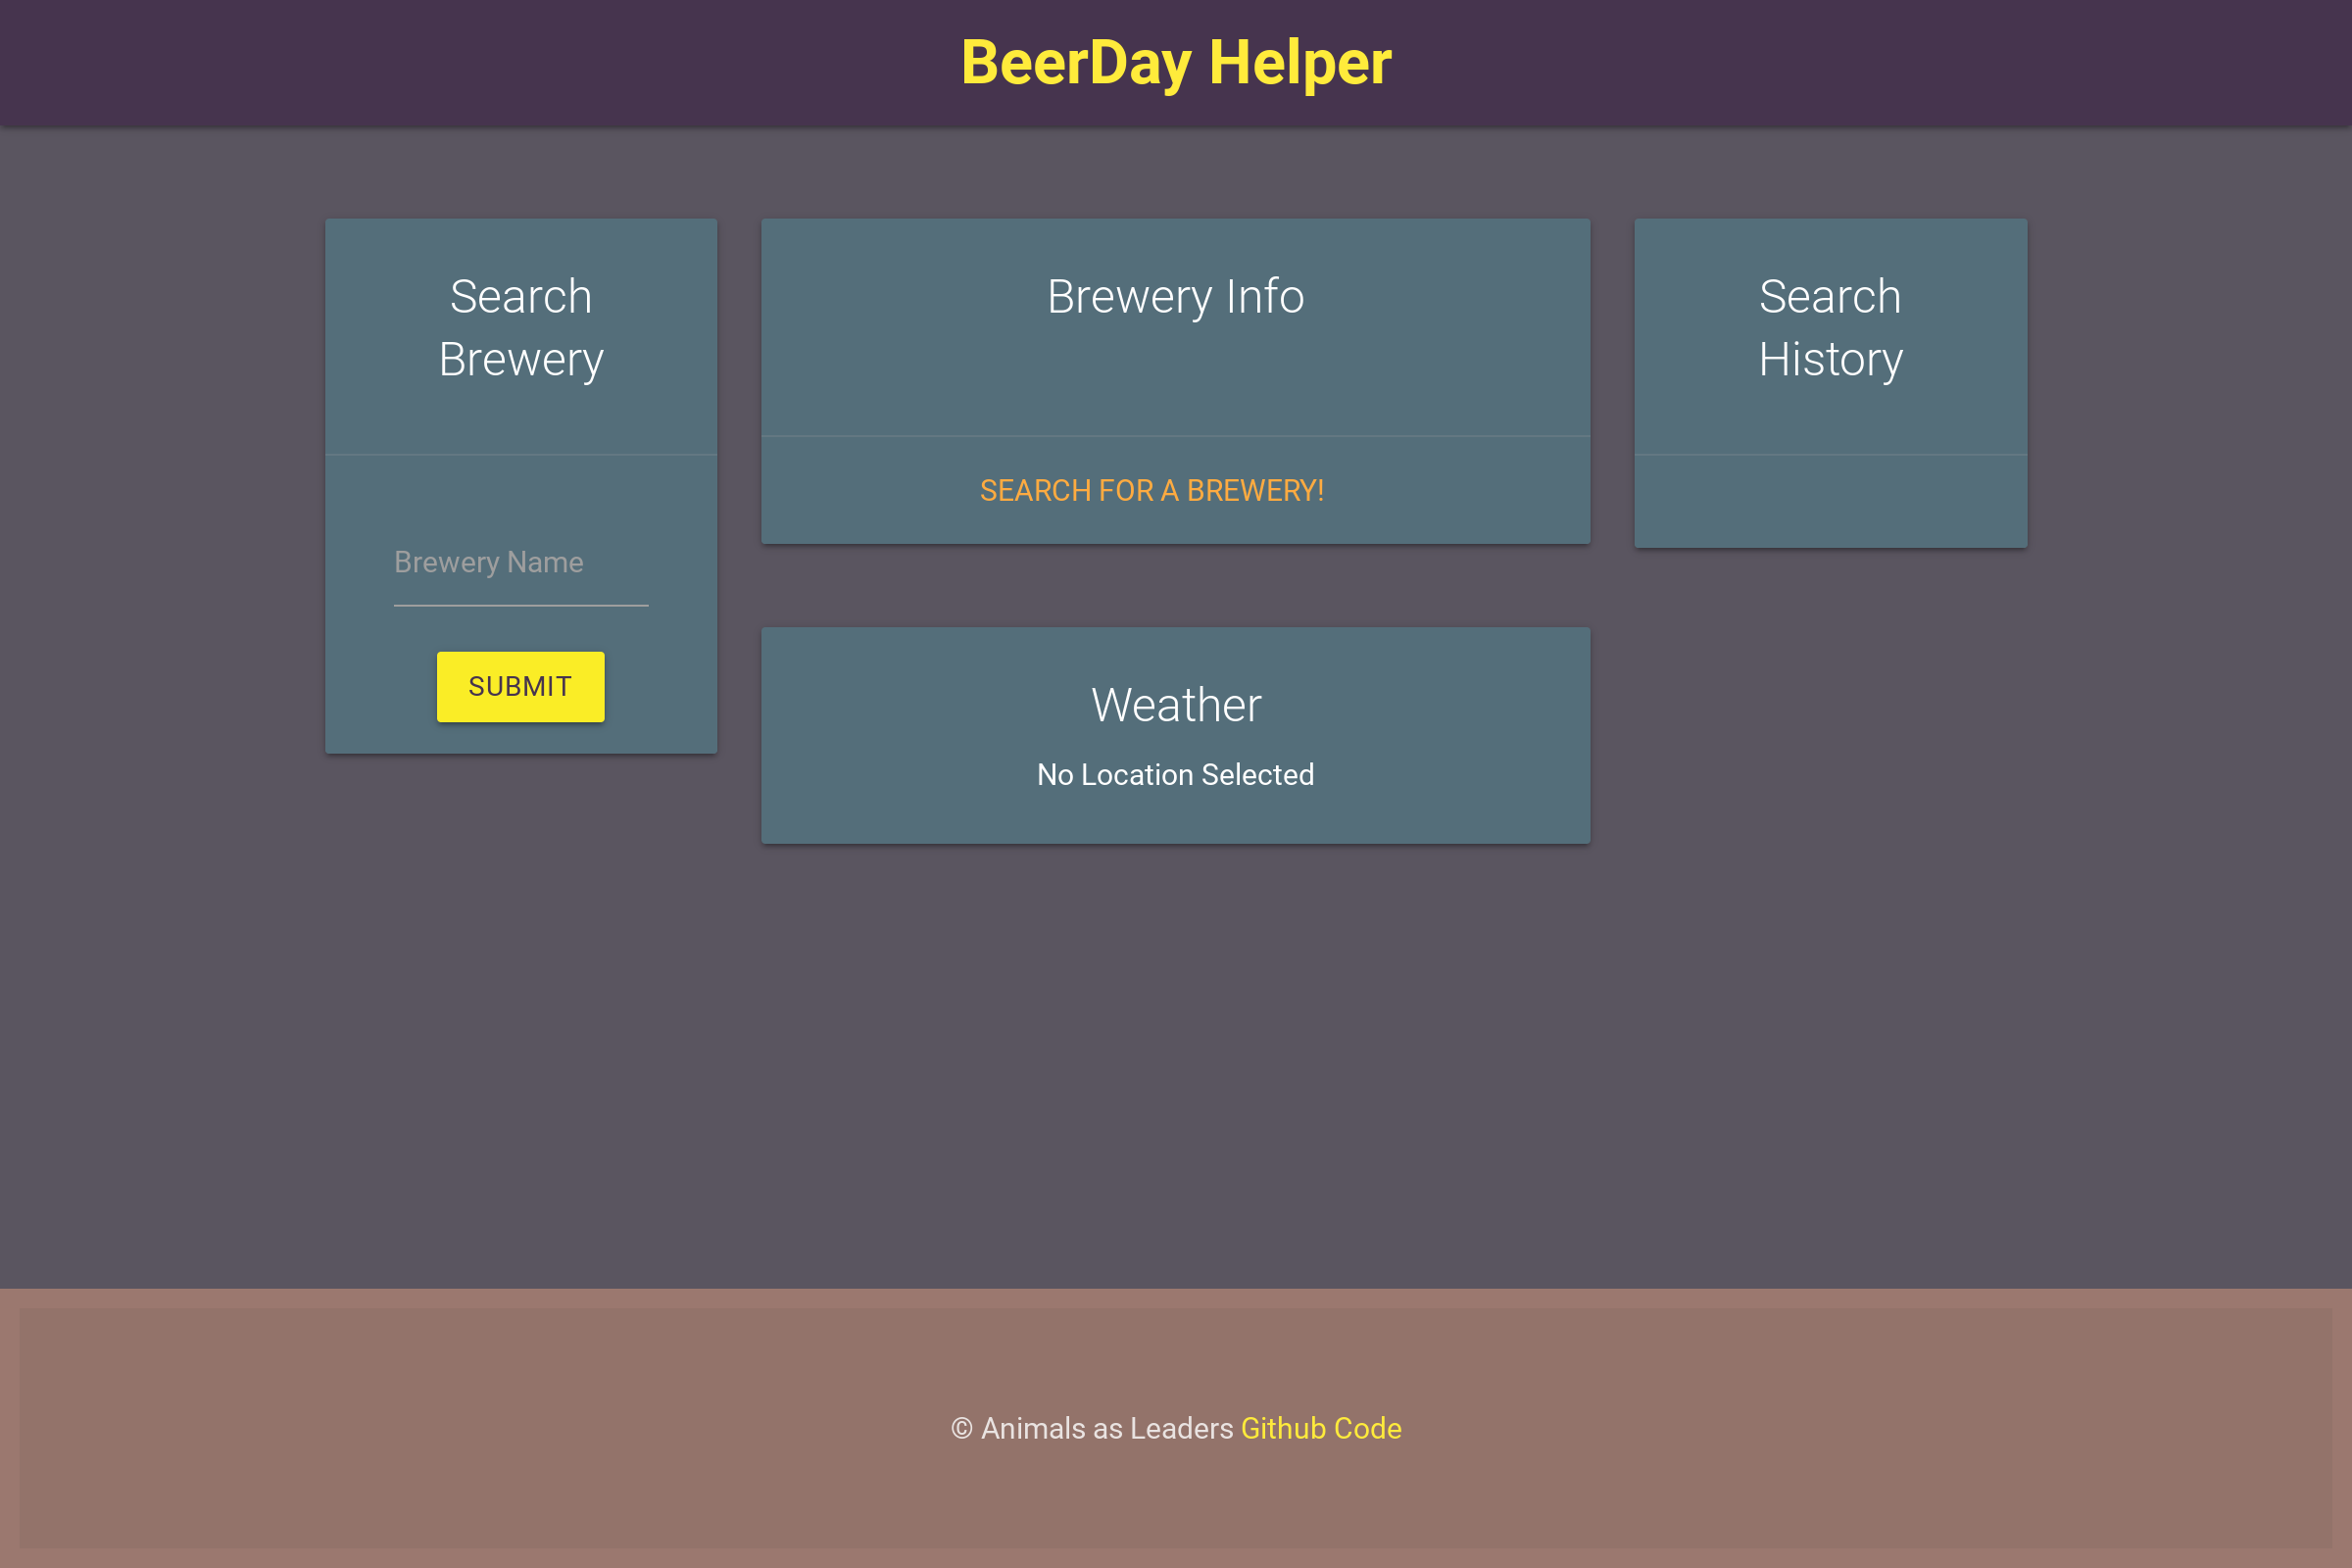 BeerDay Helper
Search
Brewery
Brewery Name
SUBMIT
Brewery Info
SEARCH FOR A BREWERY!
Weather
No Location Selected
Search
History
© Animals as Leaders Github Code